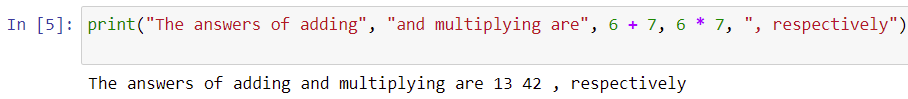 In [5]: print("The answers of adding", "and multiplying are", 6 + 7, 6 * 7, ", respectively")
The answers of adding and multiplying are 13 42 , respectively